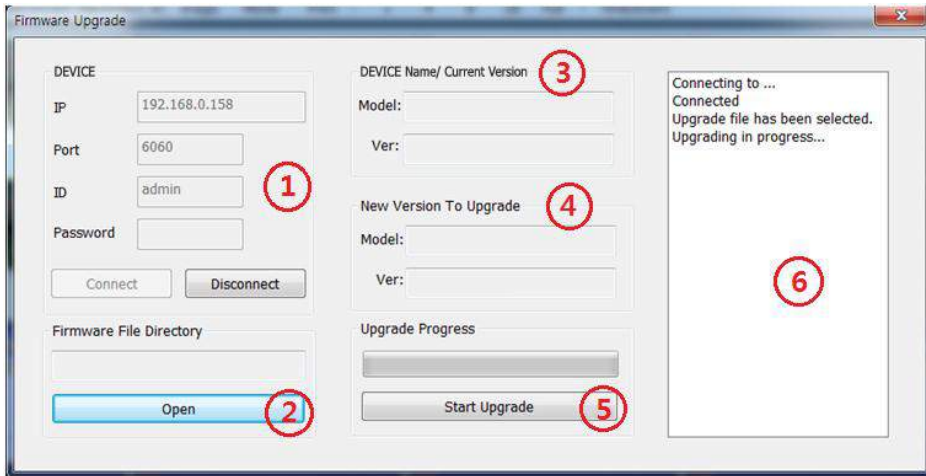 Firmware Upgrade
DEVICE
IP 192.168.0.158
Port 6060
ID admin
Password
Connect Disconnect
1
Firmware File Directory
Open
2
DEVICE Name/ Current Version
3
Model:
Ver:
New Version To Upgrade
4
Model:
Ver:
Upgrade Progress
Start Upgrade
5
Connecting to ...
Connected
Upgrade file has been selected.
Upgrading in progress...
6